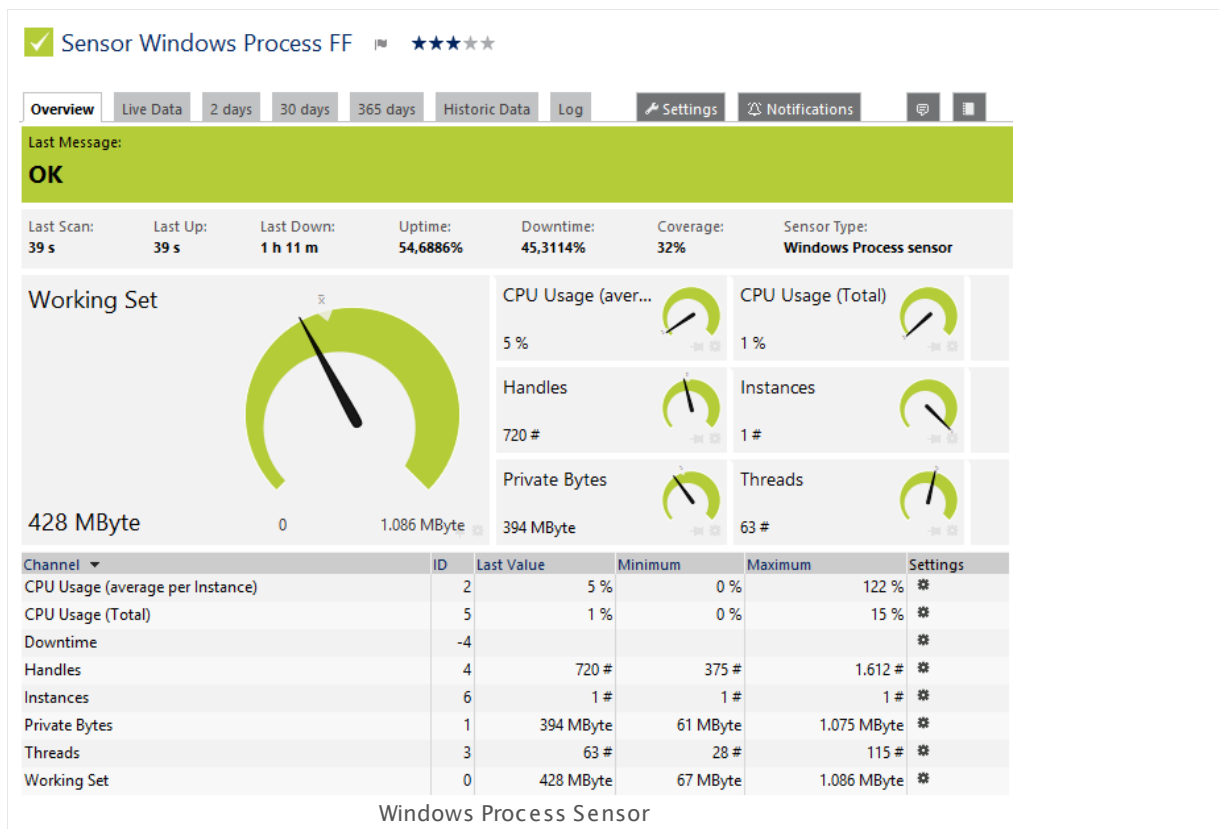 Sensor Windows Process FF
Overview Live Data 2 days 30 days 365 days Historic Data Log Settings Notifications
Last Message:
OK
Last Scan: Last Up: Last Down: Uptime: Downtime: Coverage: Sensor Type:
39 s 39 s 1 h 11 m 54,6886% 45,3114% 32% Windows Process sensor
Working Set
428 MByte
0 1.086 MByte
CPU Usage (aver...
5 %
CPU Usage (Total)
1 %
Handles
720 #
Instances
1 #
Private Bytes
394 MByte
Threads
63 #
Channel ID Last Value Minimum Maximum Settings
CPU Usage (average per Instance) 2 5 % 0 % 122 %
CPU Usage (Total) 5 1 % 0 % 15 %
Downtime -4
Handles 4 720 # 375 # 1.612 #
Instances 6 1 # 1 # 1 #
Private Bytes 1 394 MByte 61 MByte 1.075 MByte
Threads 3 63 # 28 # 115 #
Working Set 0 428 MByte 67 MByte 1.086 MByte
Windows Process Sensor